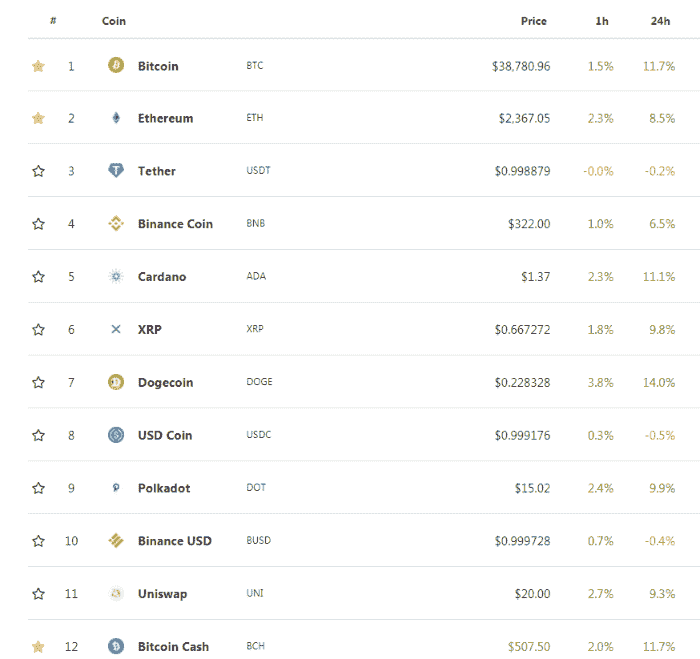 # Coin Price 1h 24h
1 Bitcoin BTC $38,780.96 1.5% 11.7%
2 Ethereum ETH $2,367.05 2.3% 8.5%
3 Tether USDT $0.998879 -0.0% -0.2%
4 Binance Coin BNB $322.00 1.0% 6.5%
5 Cardano ADA $1.37 2.3% 11.1%
6 XRP XRP $0.667272 1.8% 9.8%
7 Dogecoin DOGE $0.228328 3.8% 14.0%
8 USD Coin USDC $0.999176 0.3% -0.5%
9 Polkadot DOT $15.02 2.4% 9.9%
10 Binance USD BUSD $0.999728 0.7% -0.4%
11 Uniswap UNI $20.00 2.7% 9.3%
12 Bitcoin Cash BCH $507.50 2.0% 11.7%